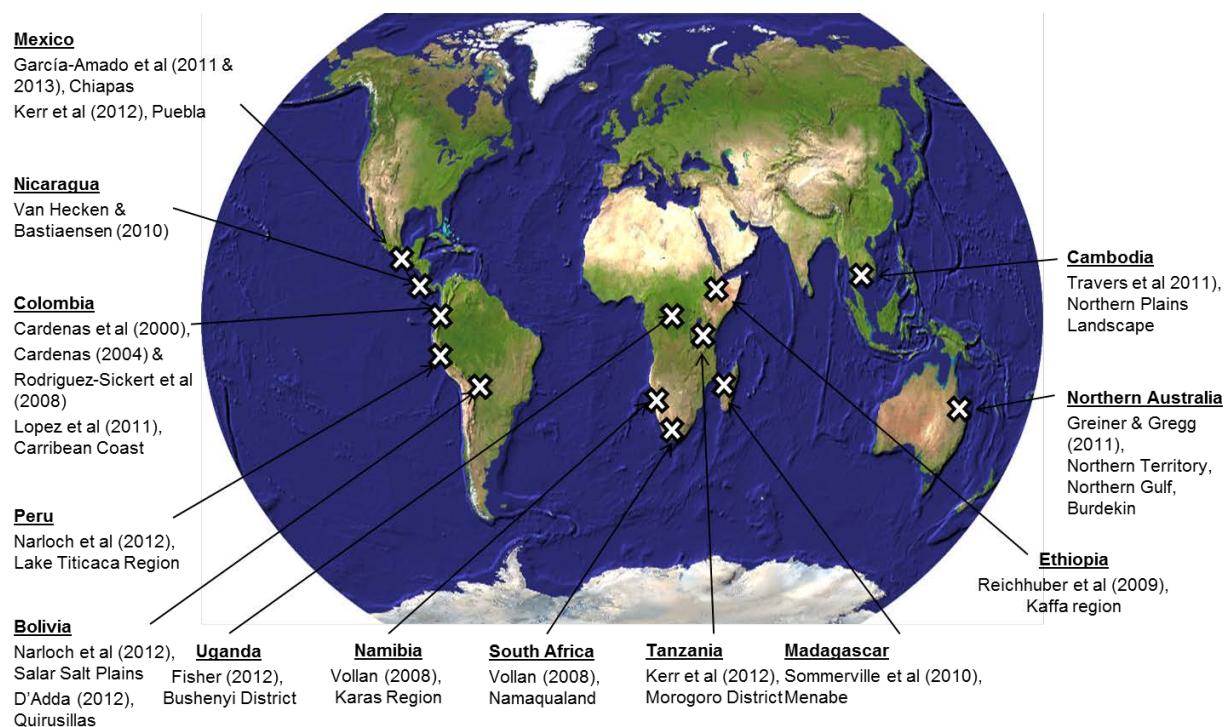 Mexico
García-Amado et al (2011 &
2013), Chiapas
Kerr et al (2012), Puebla
Nicaragua
Van Hecken &
Bastiaensen (2010)
Colombia
Cardenas et al (2000),
Cardenas (2004) &
Rodriguez-Sickert et al
(2008)
Lopez et al (2011),
Carribean Coast
Peru
Narloch et al (2012),
Lake Titicaca Region
Bolivia
Narloch et al (2012),
Salar Salt Plains
D'Adda (2012),
Quirusillas
Uganda
Fisher (2012),
Bushenyi District
Namibia
Vollan (2008),
Karas Region
South Africa
Vollan (2008),
Namaqualand
Tanzania
Kerr et al (2012),
Morogoro District
Madagascar
Sommerville et al (2010),
Menabe
Ethiopia
Reichhuber et al (2009),
Kaffa region
Cambodia
Travers et al 2011),
Northern Plains
Landscape
Northern Australia
Greiner & Gregg
(2011),
Northern Territory,
Northern Gulf,
Burdekin